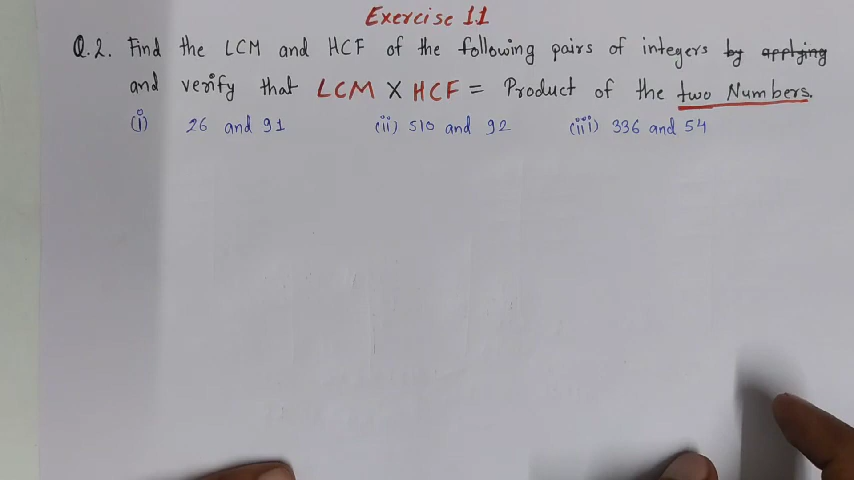 Exercise 1.1
Q.2. Find the LCM and HCF of the following pairs of integers by applying
and verify that LCM X HCF = Product of the two Numbers.
(i) 26 and 91 (ii) 510 and 92 (iii) 336 and 54